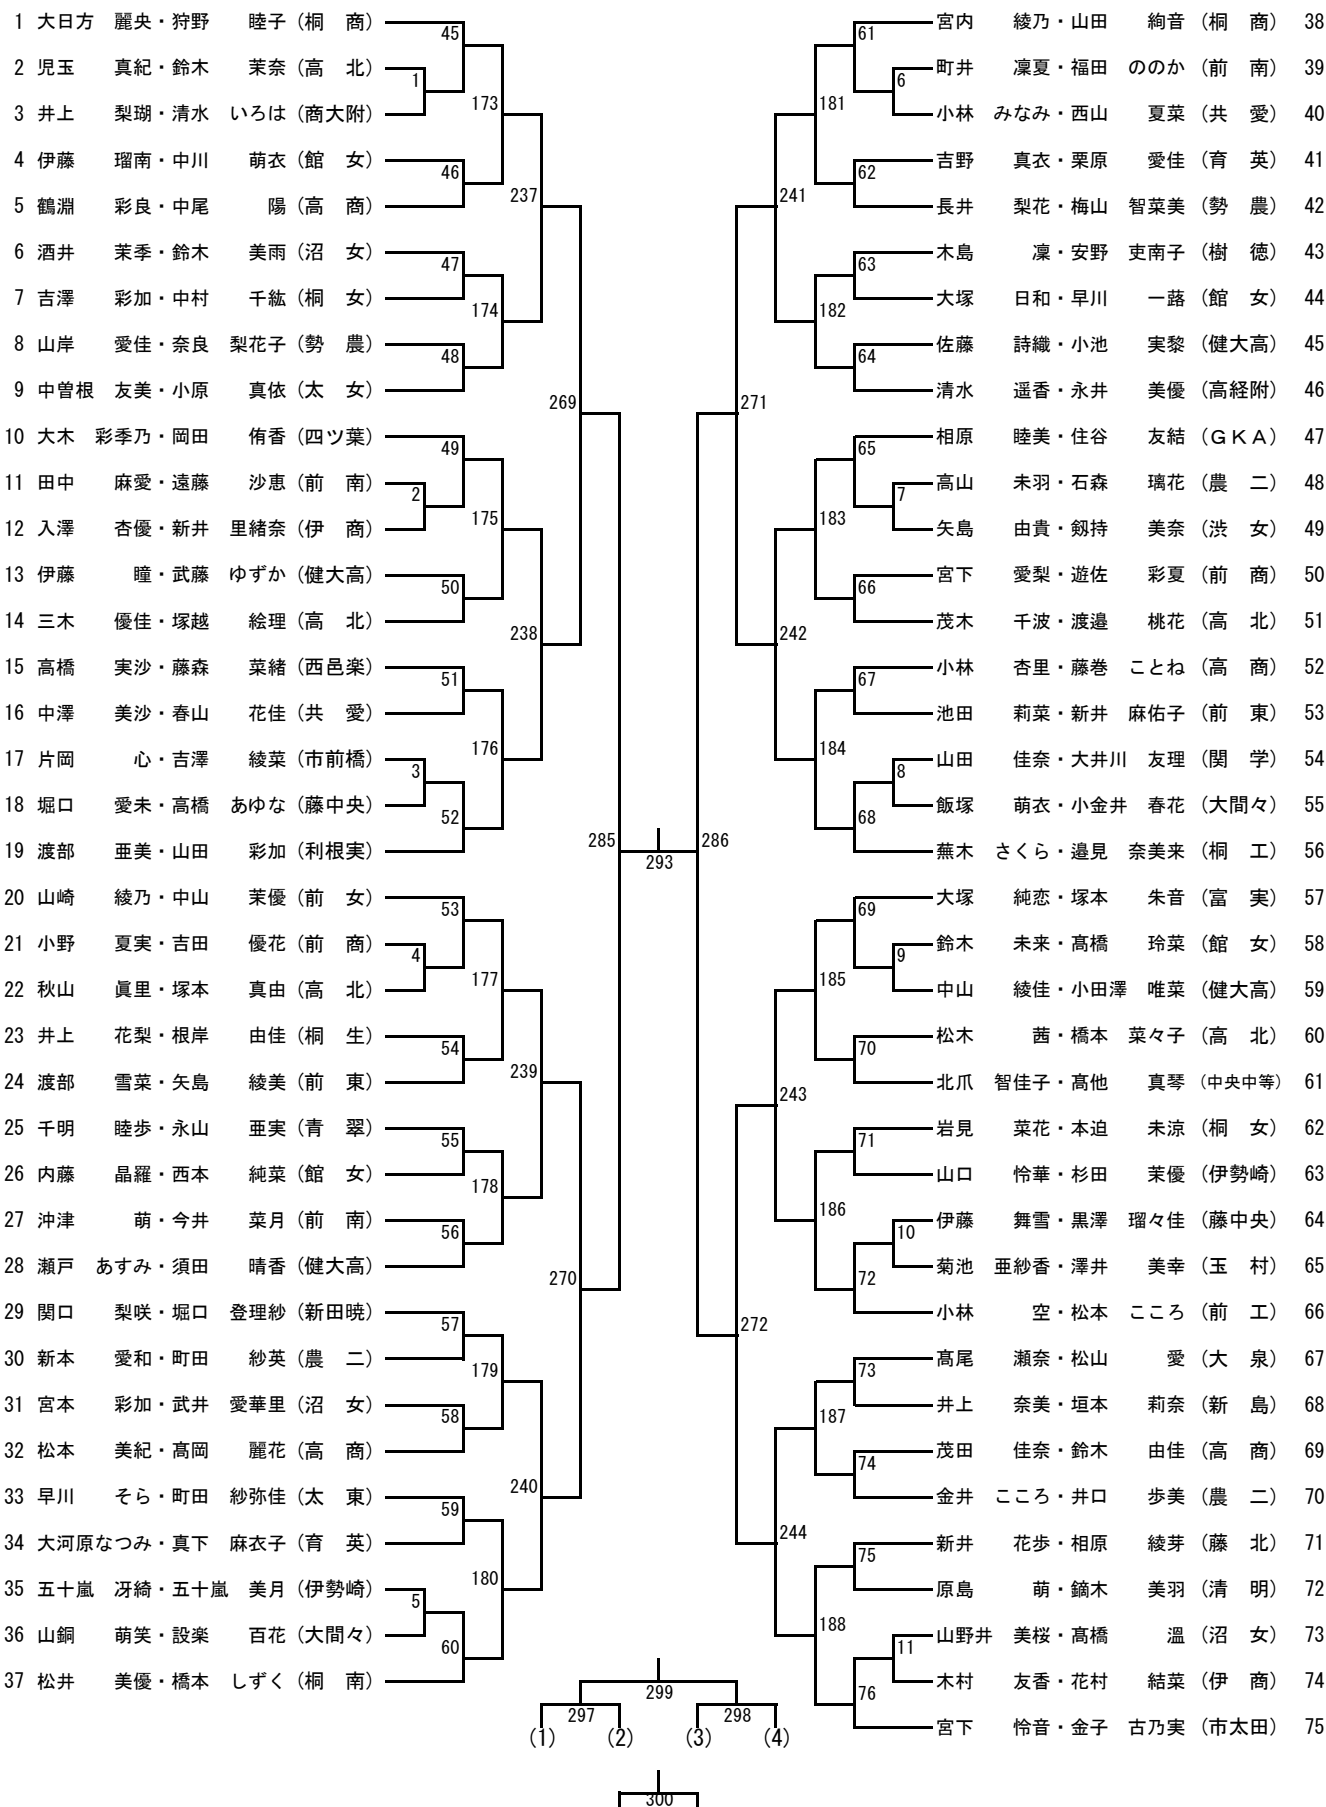 1 大日方 麗央・狩野 睦子 (桐 商)
2 児玉 真紀・鈴木 茉奈 (高 北)
3 井上 梨瑚・清水 いろは (商大附)
4 伊藤 瑠南・中川 萌衣 (館 女)
5 鶴淵 彩良・中尾 陽 (高 商)
6 酒井 茉季・鈴木 美雨 (沼 女)
7 吉澤 彩加・中村 千紘 (桐 女)
8 山岸 愛佳・奈良 梨花子 (勢 農)
9 中曽根 友美・小原 真依 (太 女)
10 大木 彩季乃・岡田 侑香 (四ツ葉)
11 田中 麻愛・遠藤 沙恵 (前 南)
12 入澤 杏優・新井 里緒奈 (伊 商)
13 伊藤 瞳・武藤 ゆずか (健大高)
14 三木 優佳・塚越 絵理 (高 北)
15 高橋 実沙・藤森 菜緒 (西邑楽)
16 中澤 美沙・春山 花佳 (共 愛)
17 片岡 心・吉澤 綾菜 (市前橋)
18 堀口 愛未・高橋 あゆな (藤中央)
19 渡部 亜美・山田 彩加 (利根実)
20 山崎 綾乃・中山 茉優 (前 女)
21 小野 夏実・吉田 優花 (前 商)
22 秋山 眞里・塚本 真由 (高 北)
23 井上 花梨・根岸 由佳 (桐 生)
24 渡部 雪菜・矢島 綾美 (前 東)
25 千明 睦歩・永山 亜実 (青 翠)
26 内藤 晶羅・西本 純菜 (館 女)
27 沖津 萌・今井 菜月 (前 南)
28 瀬戸 あすみ・須田 晴香 (健大高)
29 関口 梨咲・堀口 登理紗 (新田暁)
30 新本 愛和・町田 紗英 (農 二)
31 宮本 彩加・武井 愛華里 (沼 女)
32 松本 美紀・髙岡 麗花 (高 商)
33 早川 そら・町田 紗弥佳 (太 東)
34 大河原なつみ・真下 麻衣子 (育 英)
35 五十嵐 冴綺・五十嵐 美月 (伊勢崎)
36 山銅 萌笑・設楽 百花 (大間々)
37 松井 美優・橋本 しずく (桐 南)
45
1
173
46
237
47
174
48
269
49
2
175
50
238
51
176
3
52
285
53
4
177
54
239
55
178
56
270
57
179
58
240
59
180
5
60
293
286
61
6
181
62
241
63
182
64
271
65
7
183
66
242
67
184
8
68
69
9
185
70
243
71
186
10
72
272
73
187
74
244
75
188
11
76
宮内 綾乃・山田 絢音 (桐 商) 38
町井 凜夏・福田 ののか (前 南) 39
小林 みなみ・西山 夏菜 (共 愛) 40
吉野 真衣・栗原 愛佳 (育 英) 41
長井 梨花・梅山 智菜美 (勢 農) 42
木島 凜・安野 吏南子 (樹 徳) 43
大塚 日和・早川 一蕗 (館 女) 44
佐藤 詩織・小池 実黎 (健大高) 45
清水 遥香・永井 美優 (高経附) 46
相原 睦美・住谷 友結 (GKA) 47
高山 未羽・石森 璃花 (農 二) 48
矢島 由貴・剱持 美奈 (渋 女) 49
宮下 愛梨・遊佐 彩夏 (前 商) 50
茂木 千波・渡邉 桃花 (高 北) 51
小林 杏里・藤巻 ことね (高 商) 52
池田 莉菜・新井 麻佑子 (前 東) 53
山田 佳奈・大井川 友理 (関 学) 54
飯塚 萌衣・小金井 春花 (大間々) 55
蕪木 さくら・邉見 奈美来 (桐 工) 56
大塚 純恋・塚本 朱音 (富 実) 57
鈴木 未来・髙橋 玲菜 (館 女) 58
中山 綾佳・小田澤 唯菜 (健大高) 59
松木 茜・橋本 菜々子 (高 北) 60
北爪 智佳子・髙他 真琴 (中央中等) 61
岩見 菜花・本迫 未涼 (桐 女) 62
山口 怜華・杉田 茉優 (伊勢崎) 63
伊藤 舞雪・黒澤 瑠々佳 (藤中央) 64
菊池 亜紗香・澤井 美幸 (玉 村) 65
小林 空・松本 こころ (前 工) 66
髙尾 瀬奈・松山 愛 (大 泉) 67
井上 奈美・垣本 莉奈 (新 島) 68
茂田 佳奈・鈴木 由佳 (高 商) 69
金井 こころ・井口 歩美 (農 二) 70
新井 花歩・相原 綾芽 (藤 北) 71
原島 萌・鏑木 美羽 (清 明) 72
山野井 美桜・髙橋 溫 (沼 女) 73
木村 友香・花村 結菜 (伊 商) 74
宮下 怜音・金子 古乃実 (市太田) 75
299
297
298
(1) (2) (3) (4)
300